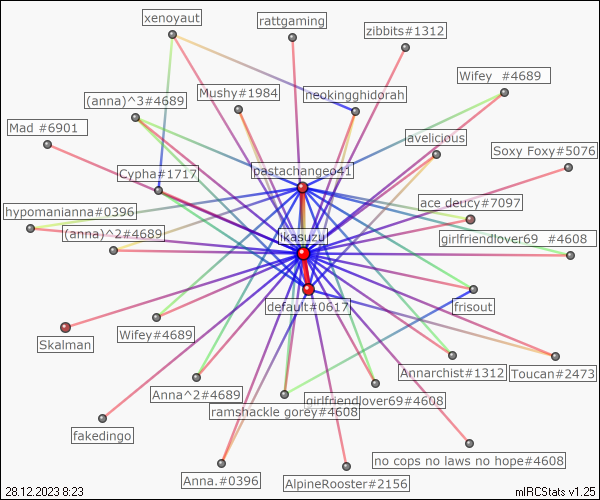 xenoyaut
rattgaming
zibbits#1312
Wifey  #4689
Mushy#1984
neokingghidorah
(anna)^3#4689
Mad #6901
avelicious
Soxy Foxy#5076
Cypha#1717
pastachangeo41
ace deucy#7097
hypomanianna#0396
(anna)^2#4689
ikasuzu
girlfriendlover69  #4608
default#0617
frisout
Skalman
Wifey#4689
Annarchist#1312
Toucan#2473
Anna^2#4689
girlfriendlover69#4608
ramshackle gorey#4608
fakedingo
no cops no laws no hope#4608
Anna.#0396
AlpineRooster#2156
28.12.2023 8:23
mIRCStats v1.25